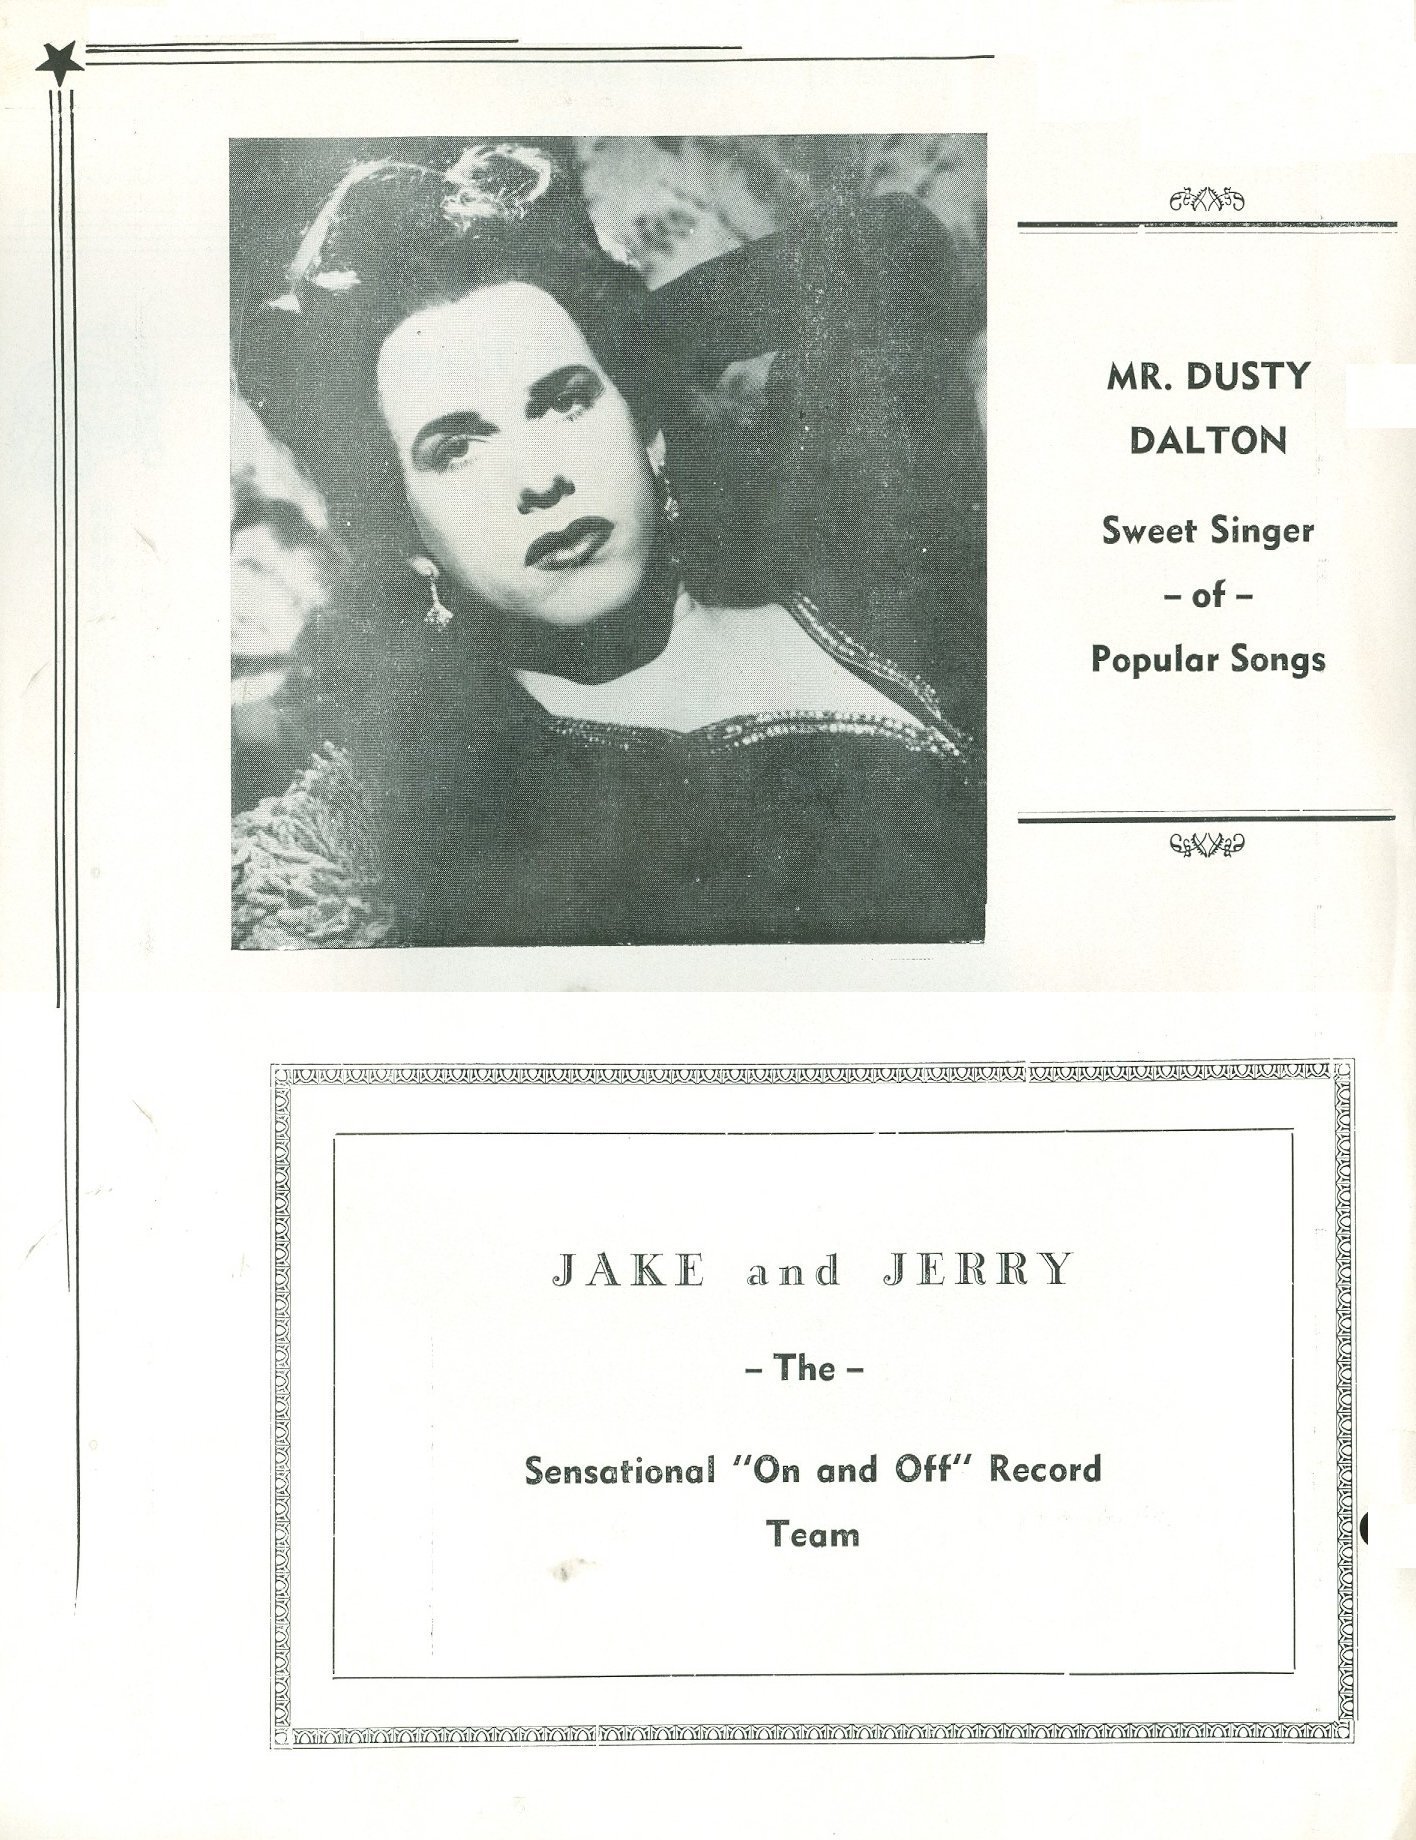 MR. DUSTY
DALTON
Sweet Singer
– of –
Popular Songs
JAKE and JERRY
– The –
Sensational "On and Off" Record
Team